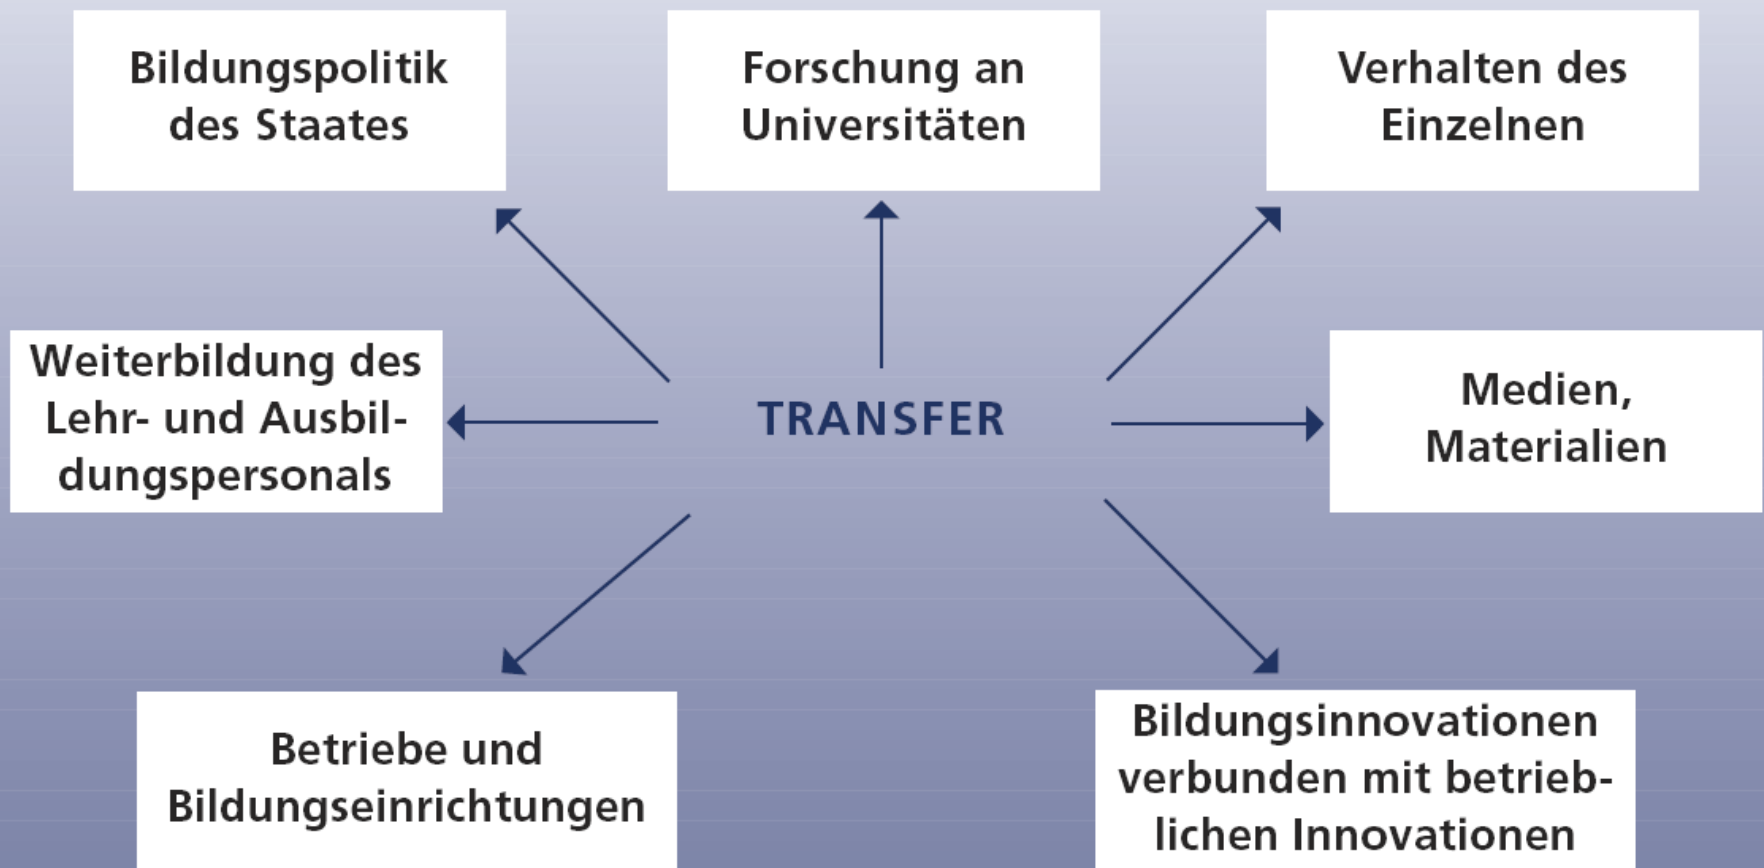 Bildungspolitik
des Staates
Forschung an
Universitäten
Verhalten des
Einzelnen
Weiterbildung des
Lehr- und Ausbil-
dungspersonals
TRANSFER
Medien,
Materialien
Betriebe und
Bildungseinrichtungen
Bildungsinnovationen
verbunden mit betrieb-
lichen Innovationen